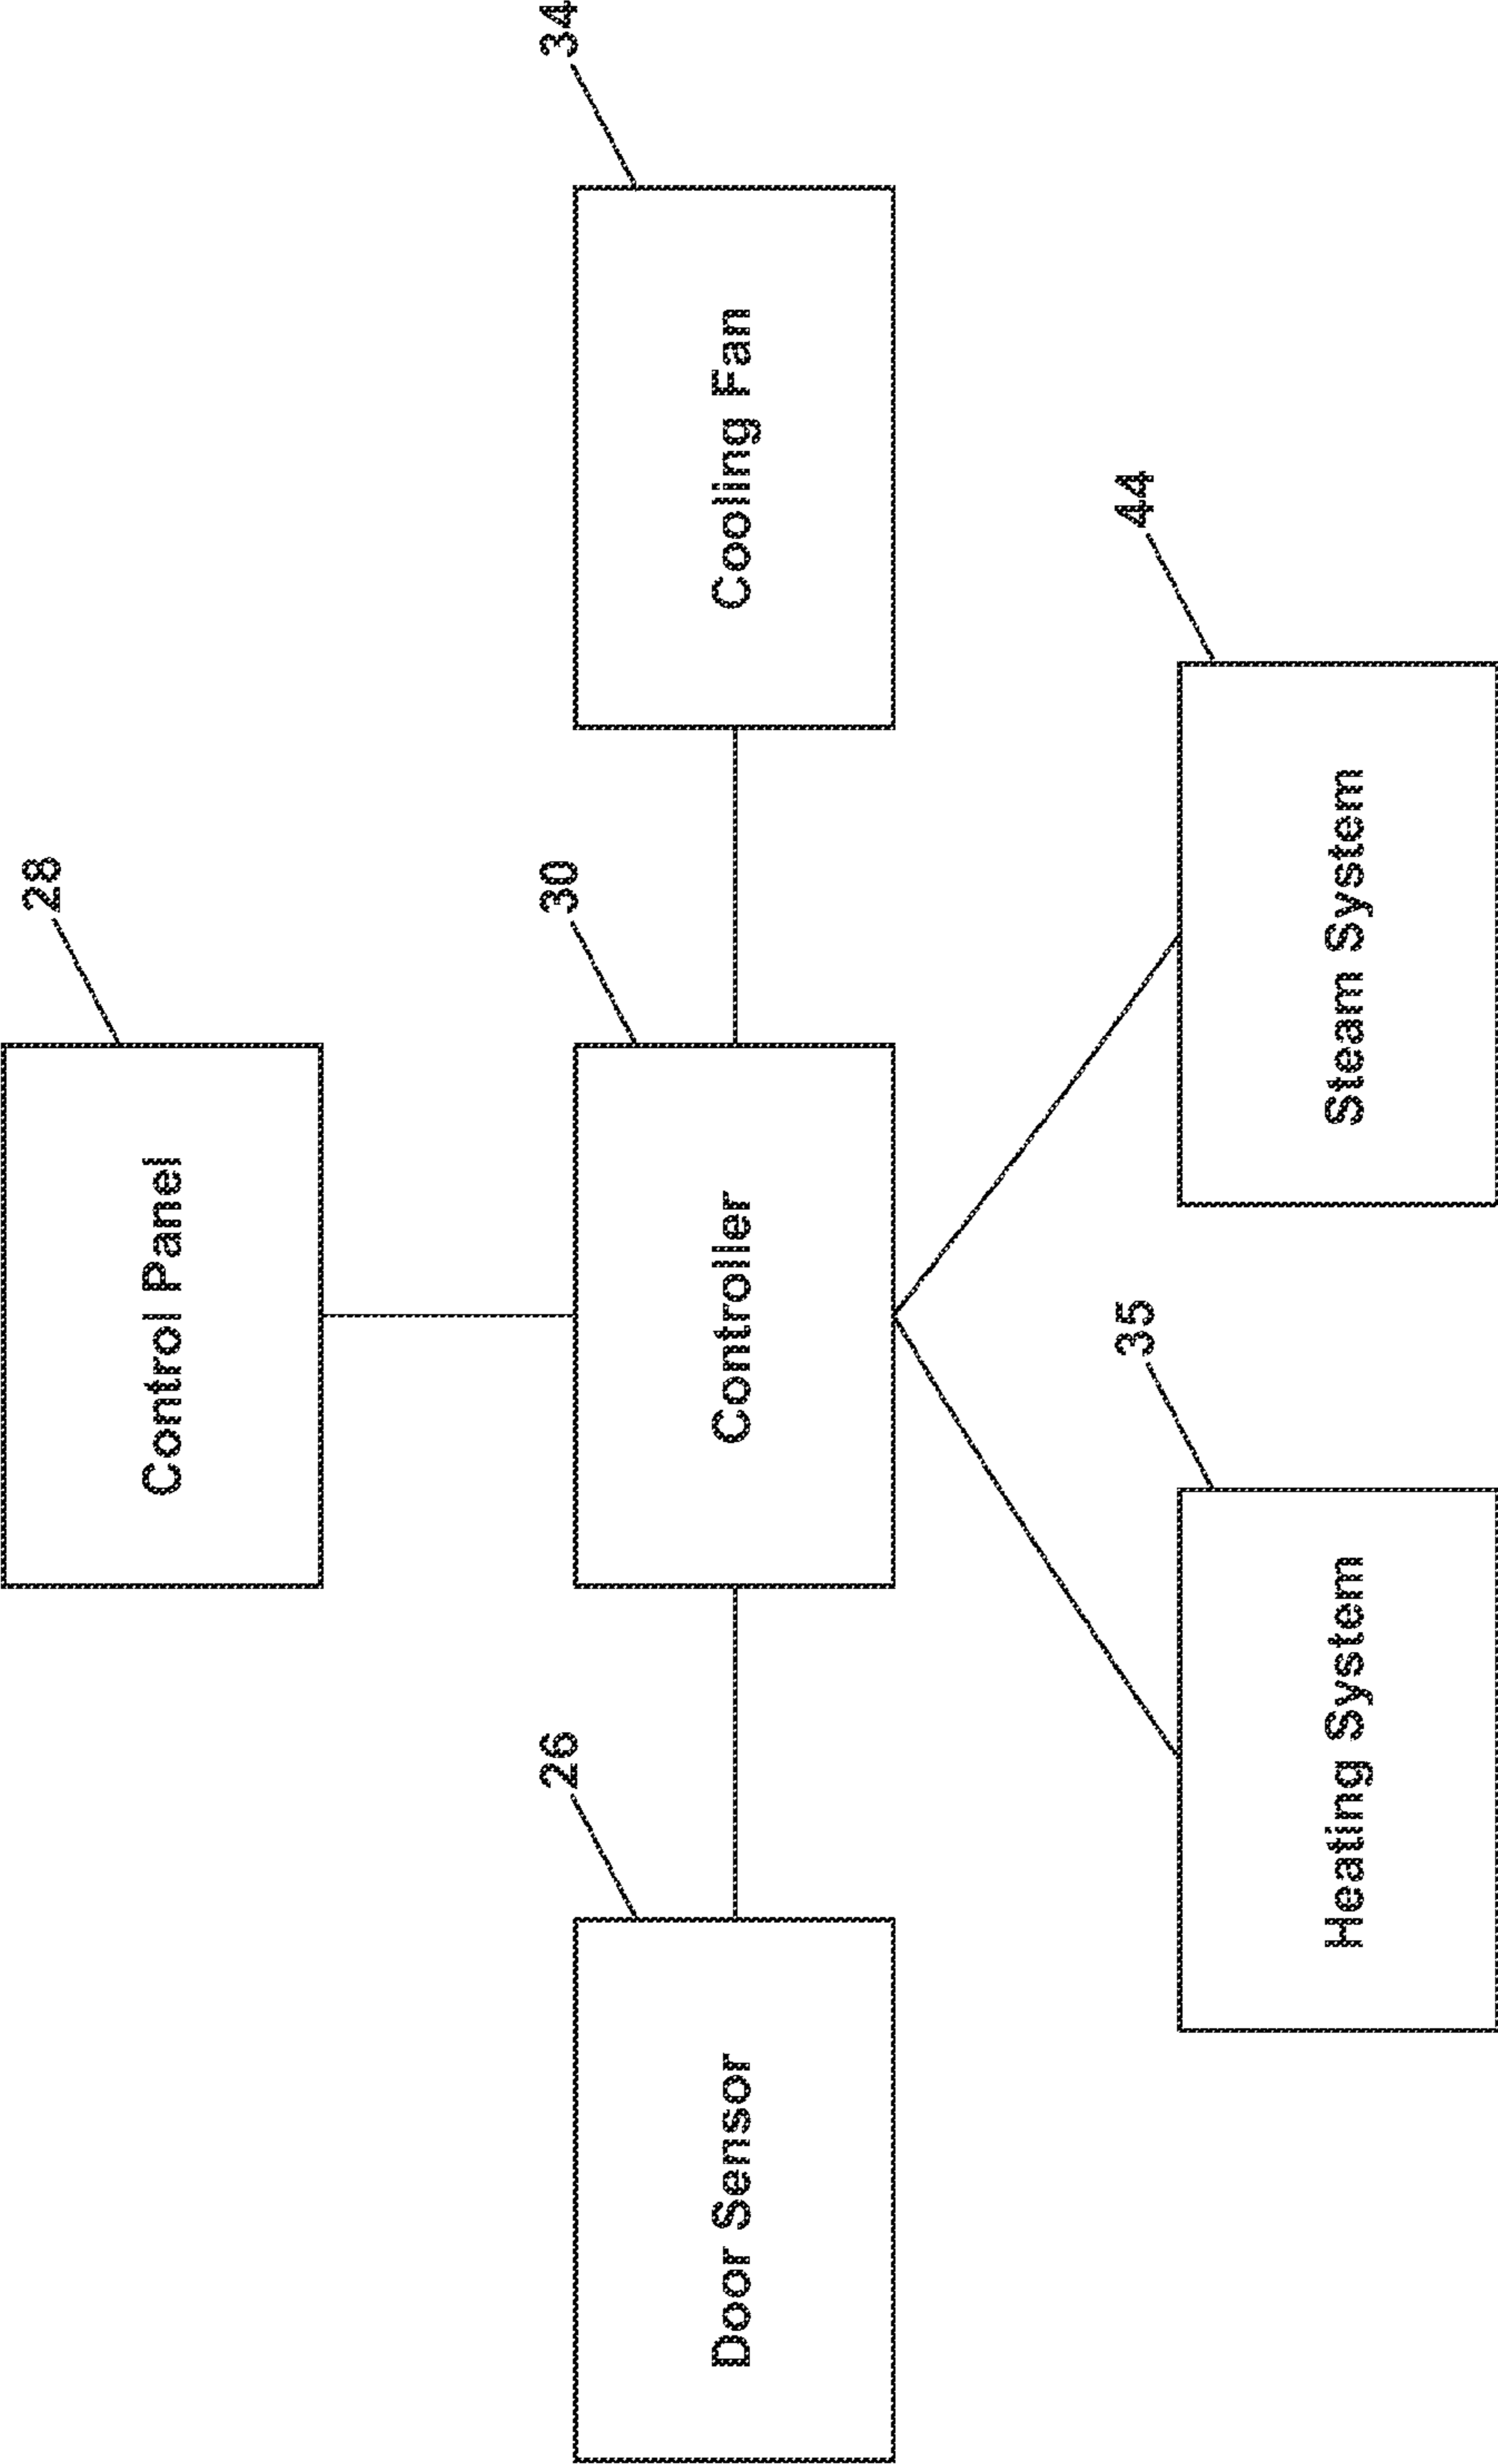 28
Control Panel
26
Door Sensor
30
Controller
34
Cooling Fan
35
Heating System
44
Steam System